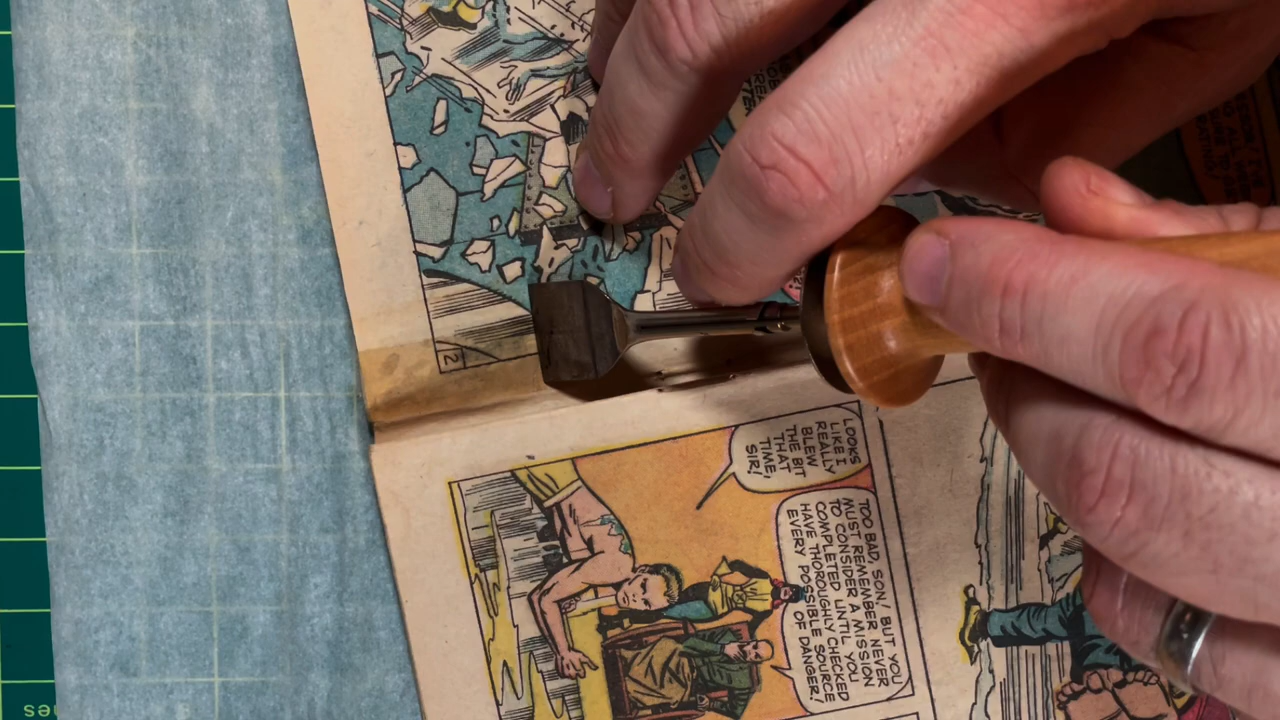 LOOKS
LIKE I
REALLY
BLEW
THE BIT
THAT
TIME,
SIR!
TOO BAD, SON! BUT YOU
MUST REMEMBER NEVER
TO CONSIDER A MISSION
COMPLETED UNTIL YOU
HAVE THOROUGHLY CHECKED
EVERY POSSIBLE SOURCE
OF DANGER!
2